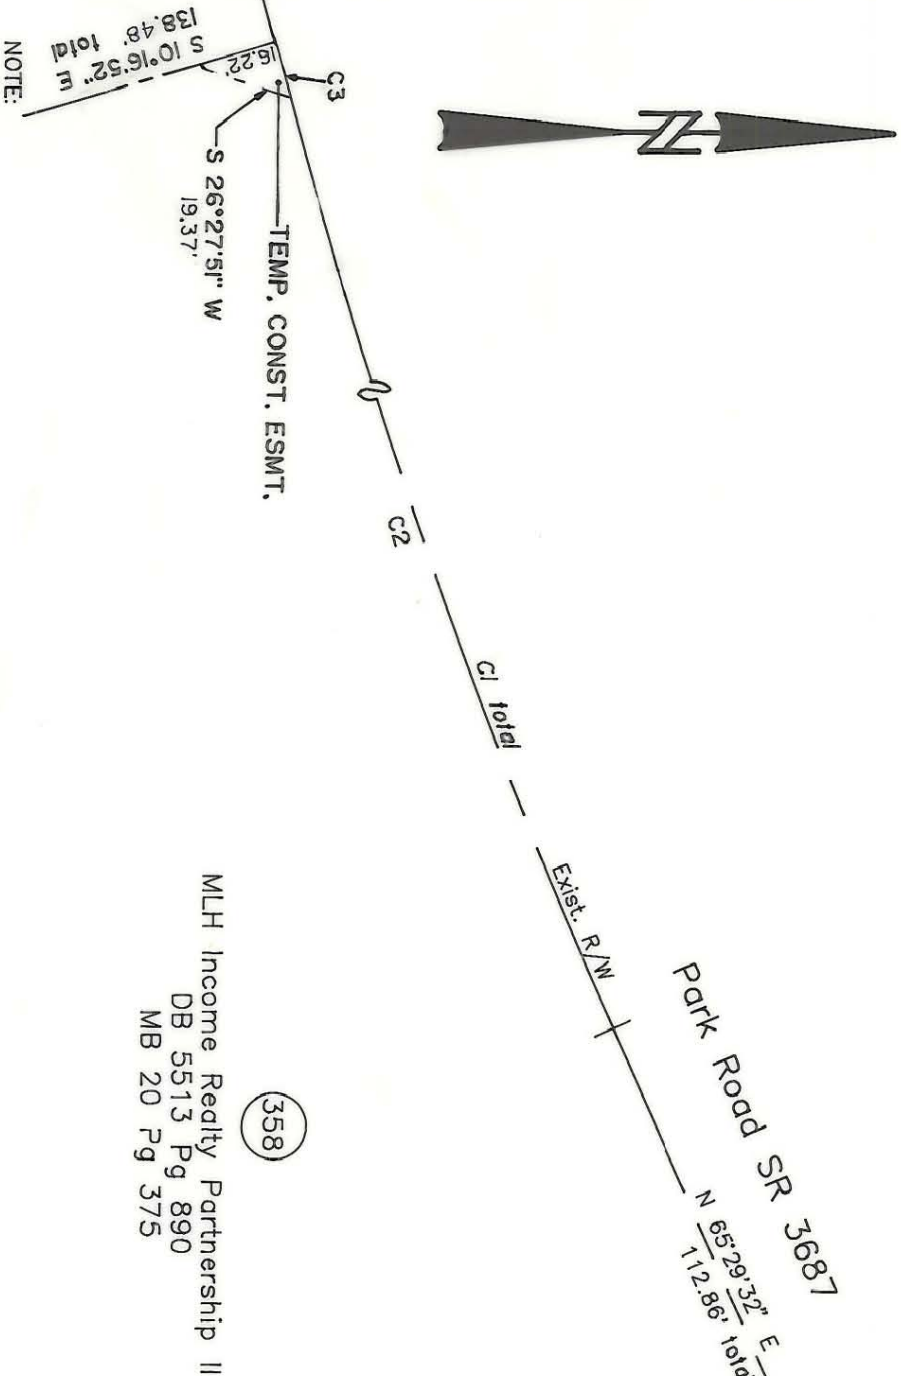 Park Road SR 3687
N 65°29'32" E
112.86' total
Exist. R/W
C1 total
C2
C3
16.22'
S 10°16'52" E
138.48' total
S 26°27'51" W
19.37'
TEMP. CONST. ESMT.
358
MLH Income Realty Partnership II
DB 5513 Pg 890
MB 20 Pg 375
NOTE:
N